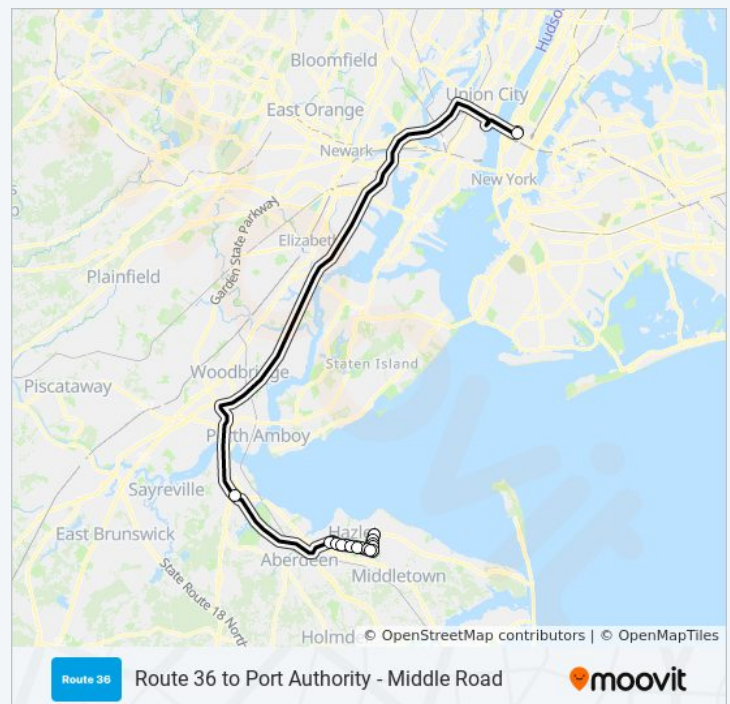 Hudson
Bloomfield
Union City
East Orange
Newark
New York
Garden State Parkway
Elizabeth
Plainfield
Staten Island
Woodbridge
Piscataway
Perth Amboy
Sayreville
East Brunswick
Hazle
Aberdeen
Middletown
State Route 18 North
Holmd
© OpenStreetMap contributors | © OpenMapTiles
Route 36
Route 36 to Port Authority - Middle Road
moovit